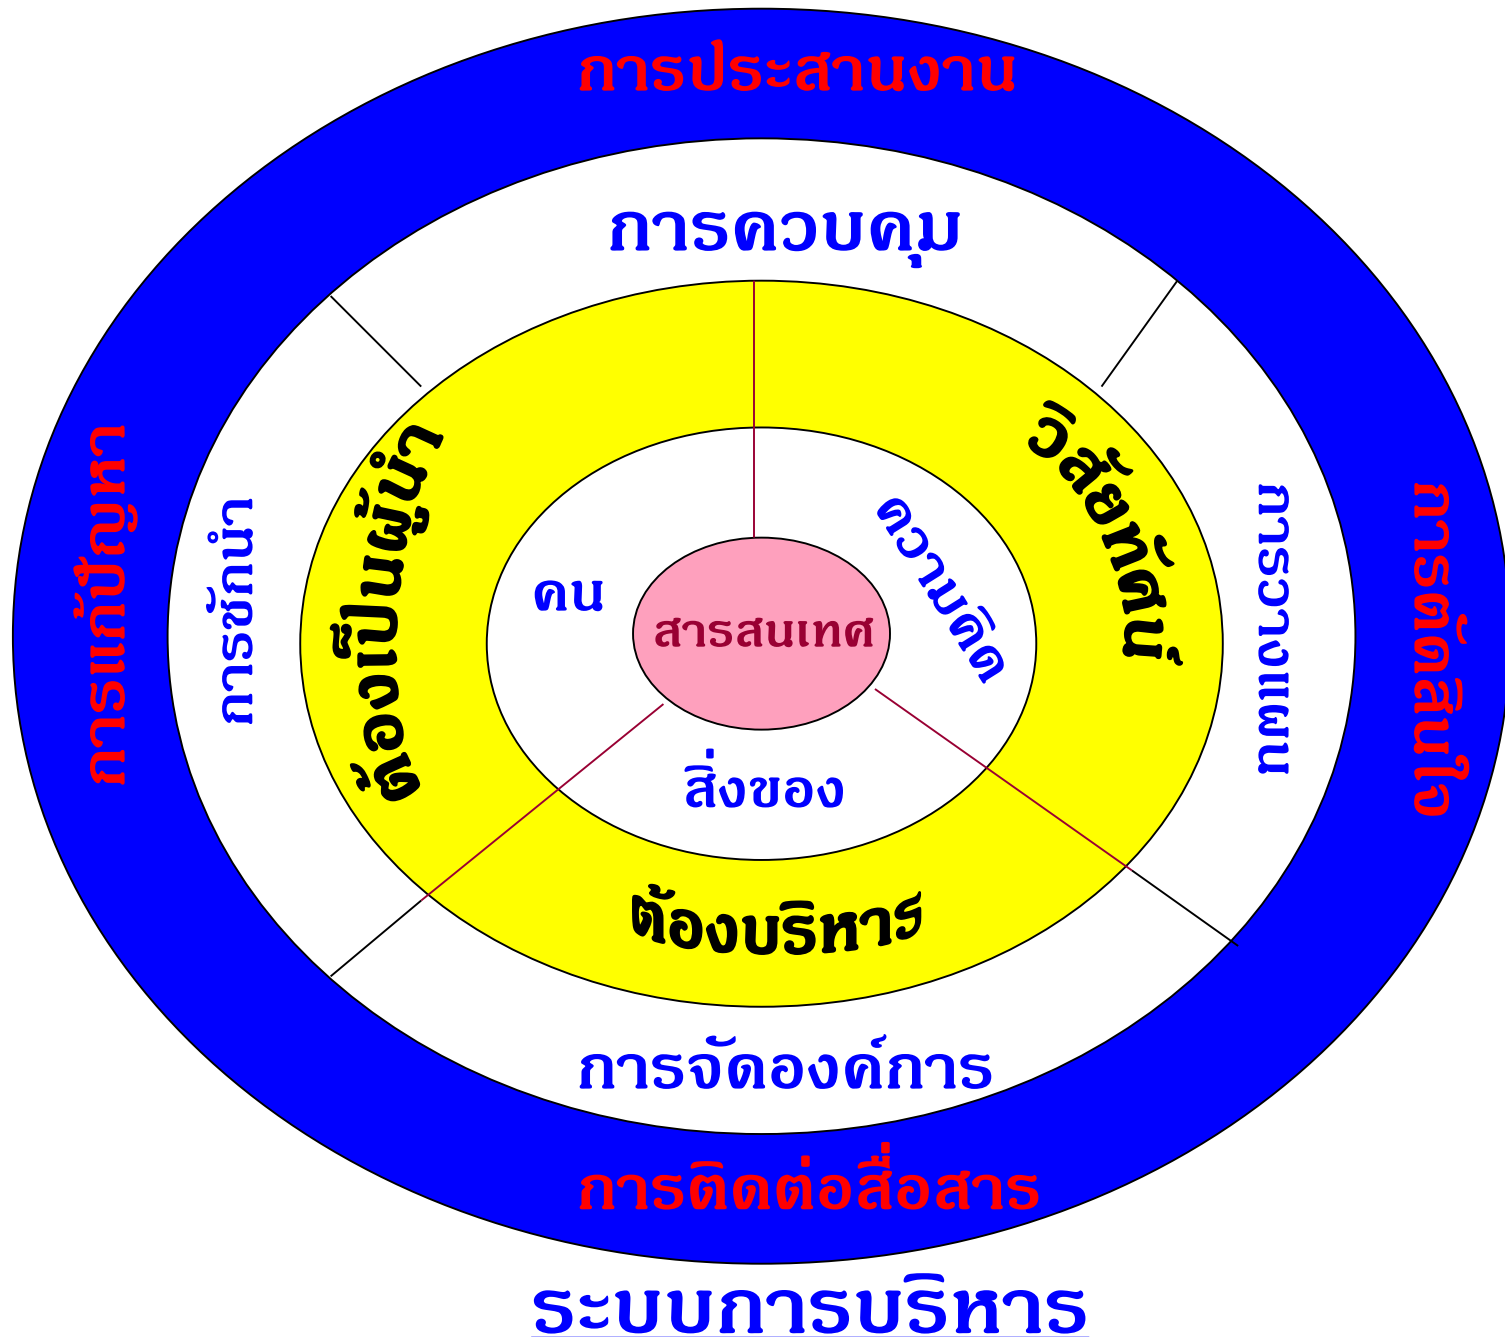 การประสานงาน
การควบคุม
การแก้ปัญหา
การชักนำ
ต้องเป็นผู้นำ
วิสัยทัศน์
การวางแผน
การตัดสินใจ
คน
ความคิด
สารสนเทศ
สิ่งของ
ต้องบริหาร
การจัดองค์การ
การติดต่อสื่อสาร
ระบบการบริหาร